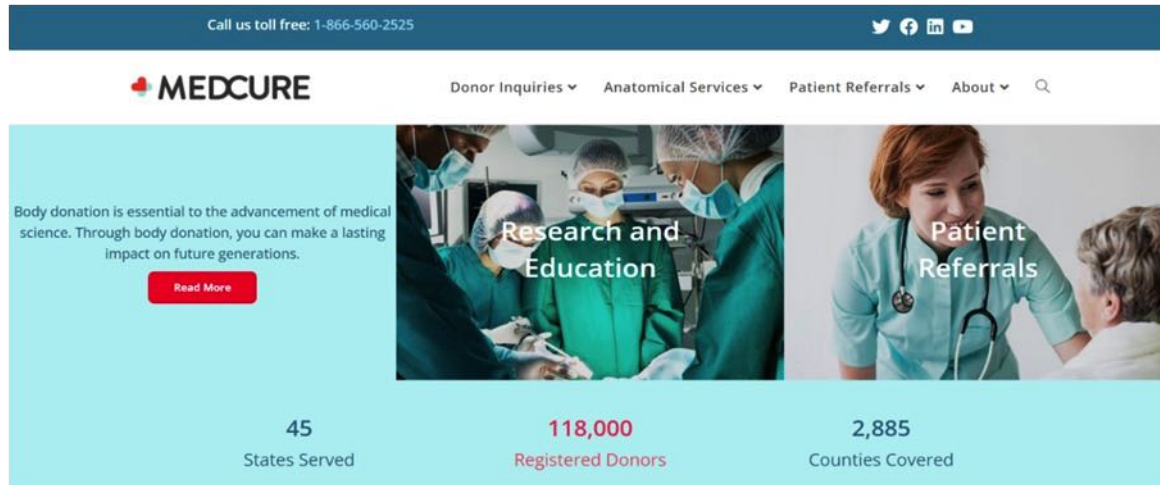 Call us toll free: 1-866-560-2525
MEDCURE
Donor Inquiries
Anatomical Services
Patient Referrals
About
Body donation is essential to the advancement of medical
science. Through body donation, you can make a lasting
impact on future generations.
Read More
Research and
Education
Patient
Referrals
45
States Served
118,000
Registered Donors
2,885
Counties Covered